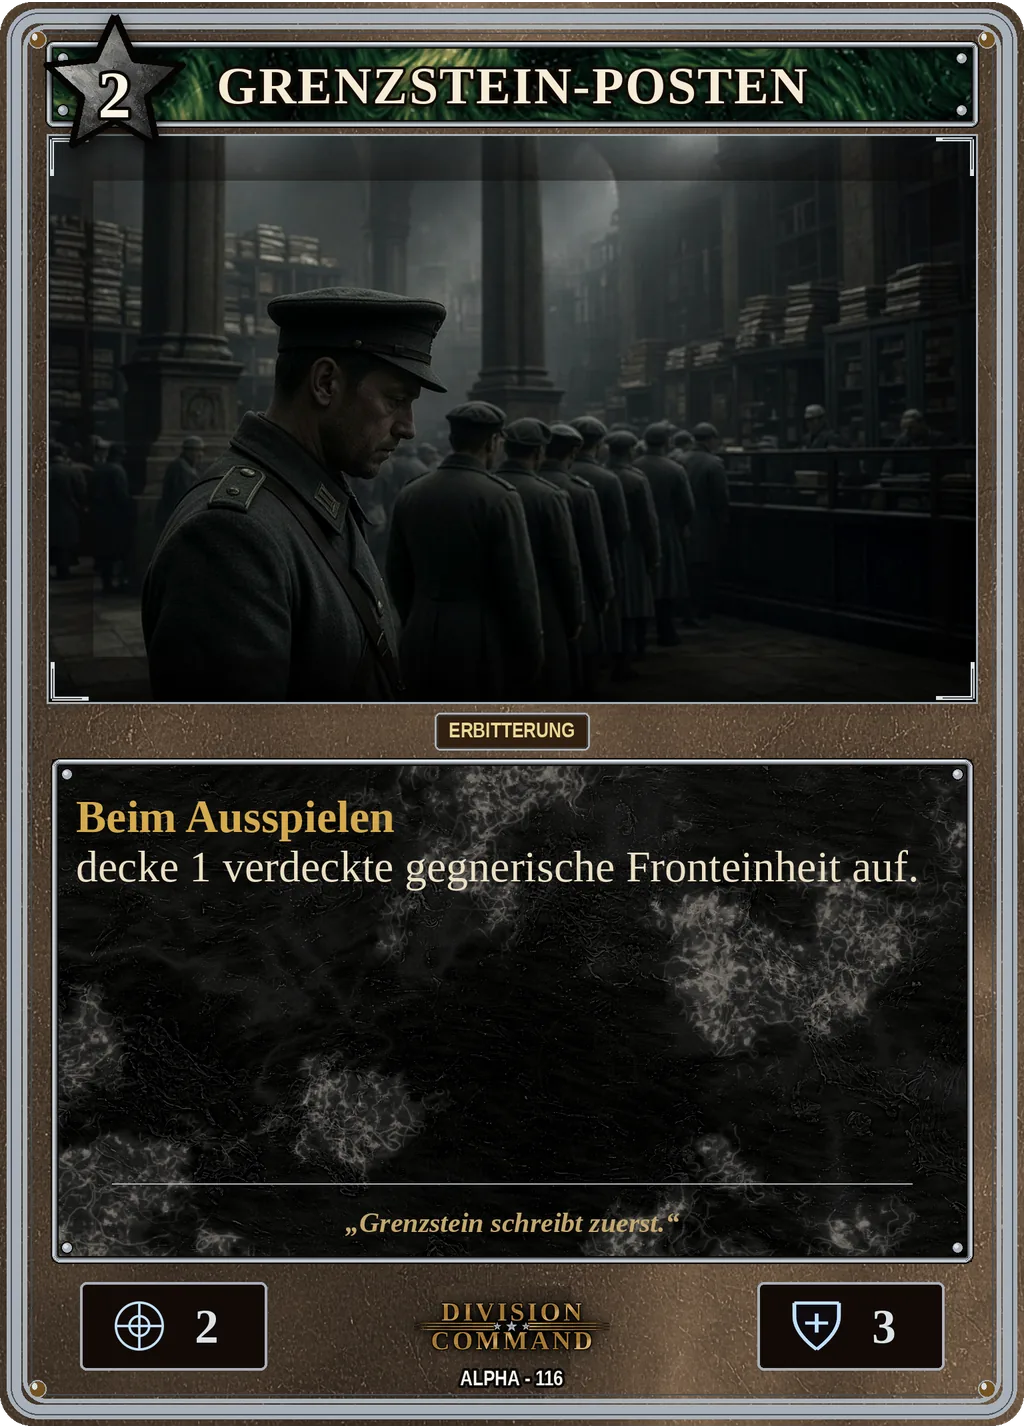 2
GRENZSTEIN-POSTEN
ERBITTERUNG
Beim Ausspielen
decke 1 verdeckte gegnerische Fronteinheit auf.
„Grenzstein schreibt zuerst.“
2
DIVISION
COMMAND
3
ALPHA - 116